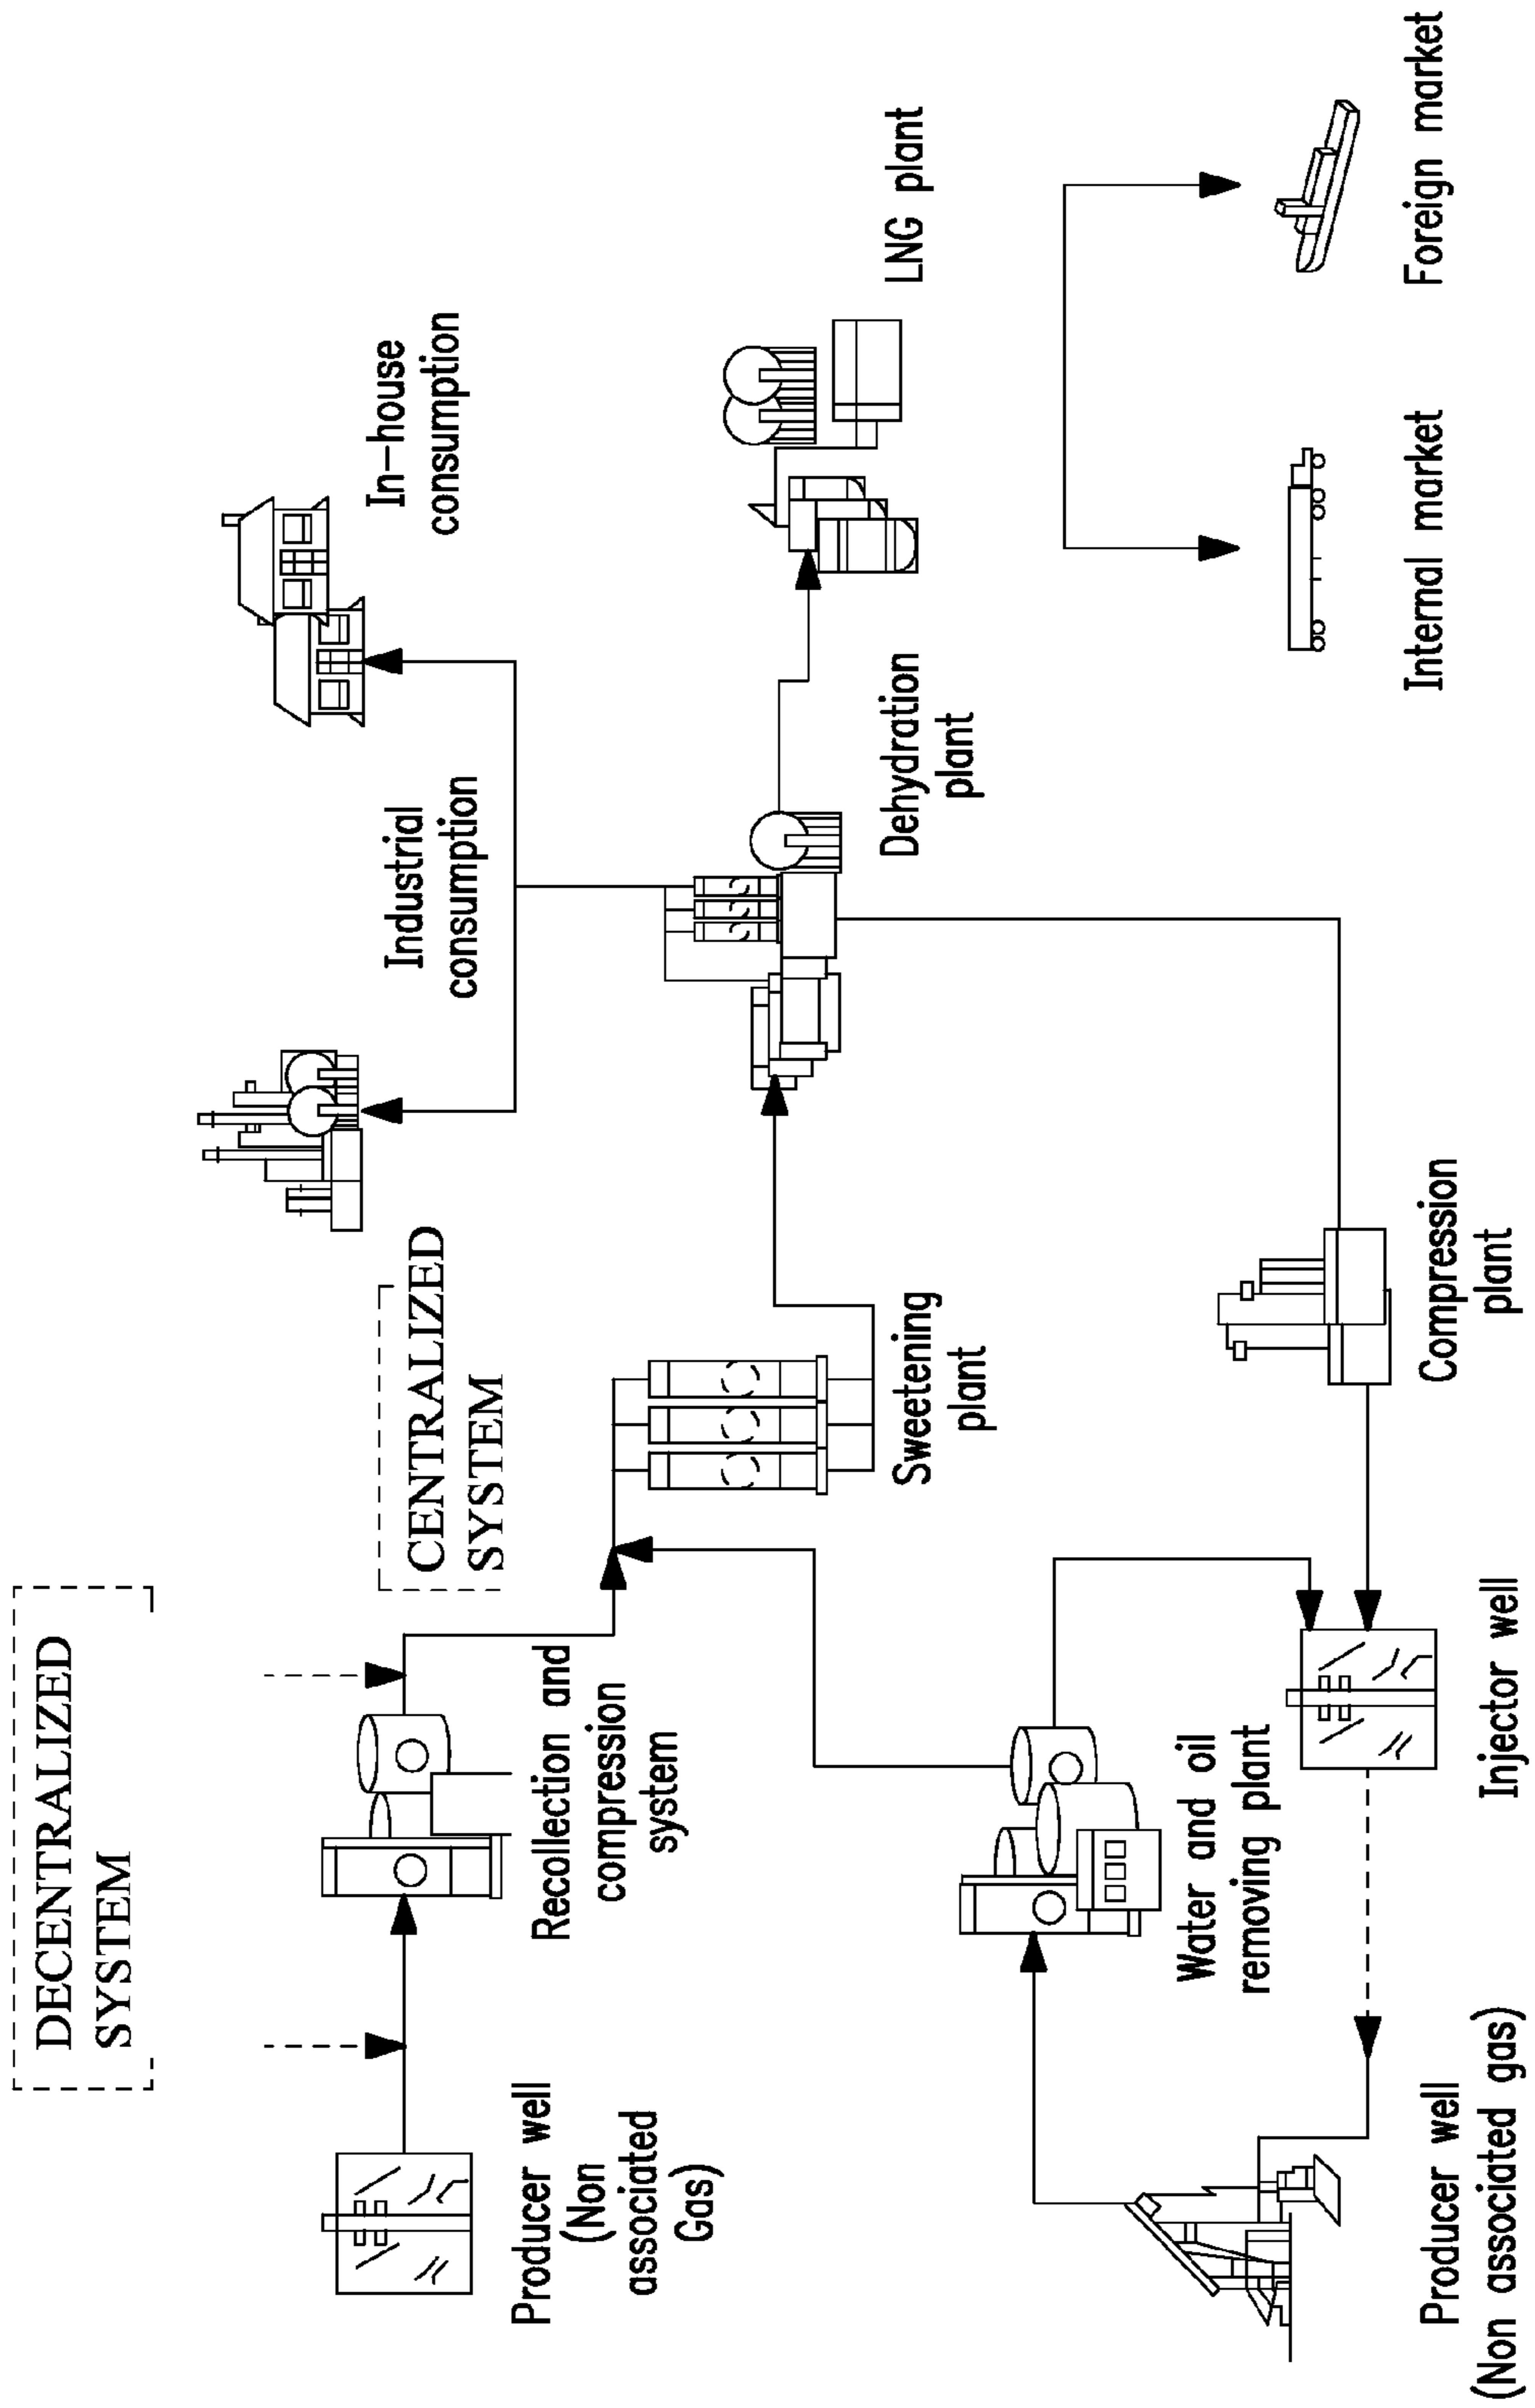 DECENTRALIZED
SYSTEM
CENTRALIZED
SYSTEM
In-house
consumption
Industrial
consumption
Producer well
(Non
associated
Gas)
Recollection and
compression
system
Sweetening
plant
Dehydration
plant
LNG plant
Water and oil
removing plant
Producer well
(Non associated gas)
Injector well
Compression
plant
Internal market
Foreign market